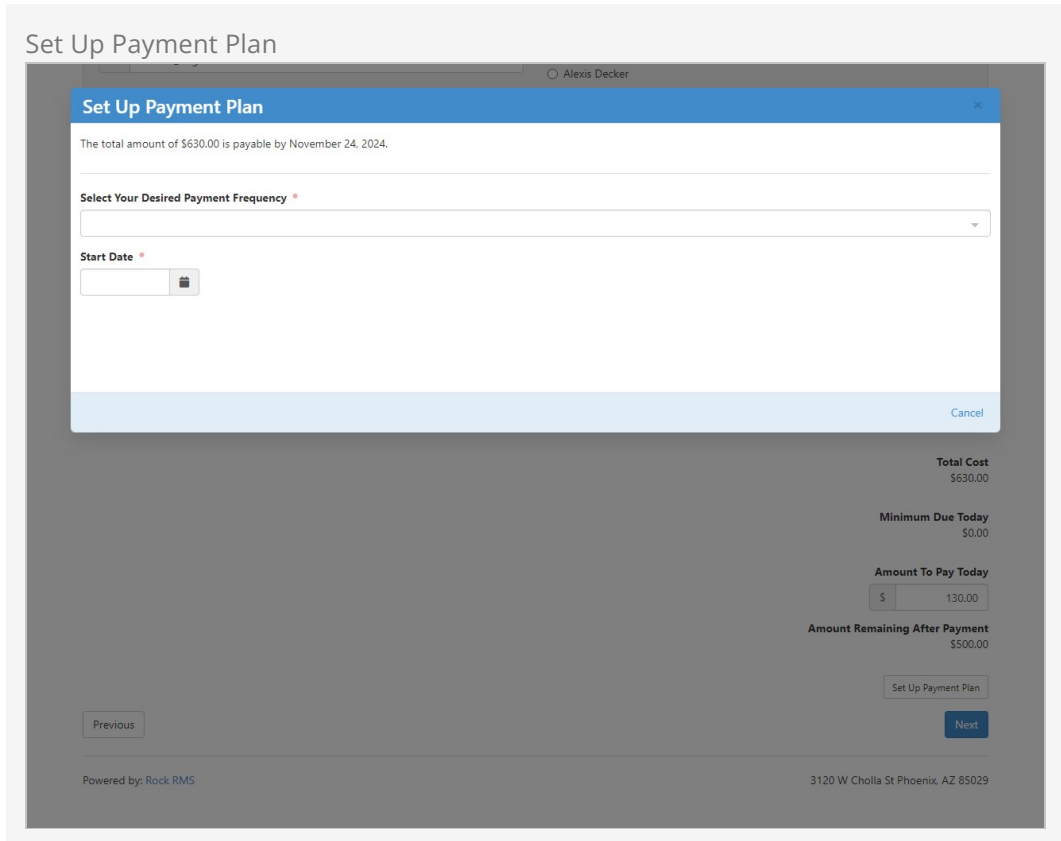 Set Up Payment Plan
Alexis Decker
Set Up Payment Plan ×
The total amount of $630.00 is payable by November 24, 2024.
Select Your Desired Payment Frequency *
Start Date *
Cancel
Total Cost
$630.00
Minimum Due Today
$0.00
Amount To Pay Today
$ 130.00
Amount Remaining After Payment
$500.00
Set Up Payment Plan
Previous Next
Powered by: Rock RMS 3120 W Cholla St Phoenix, AZ 85029